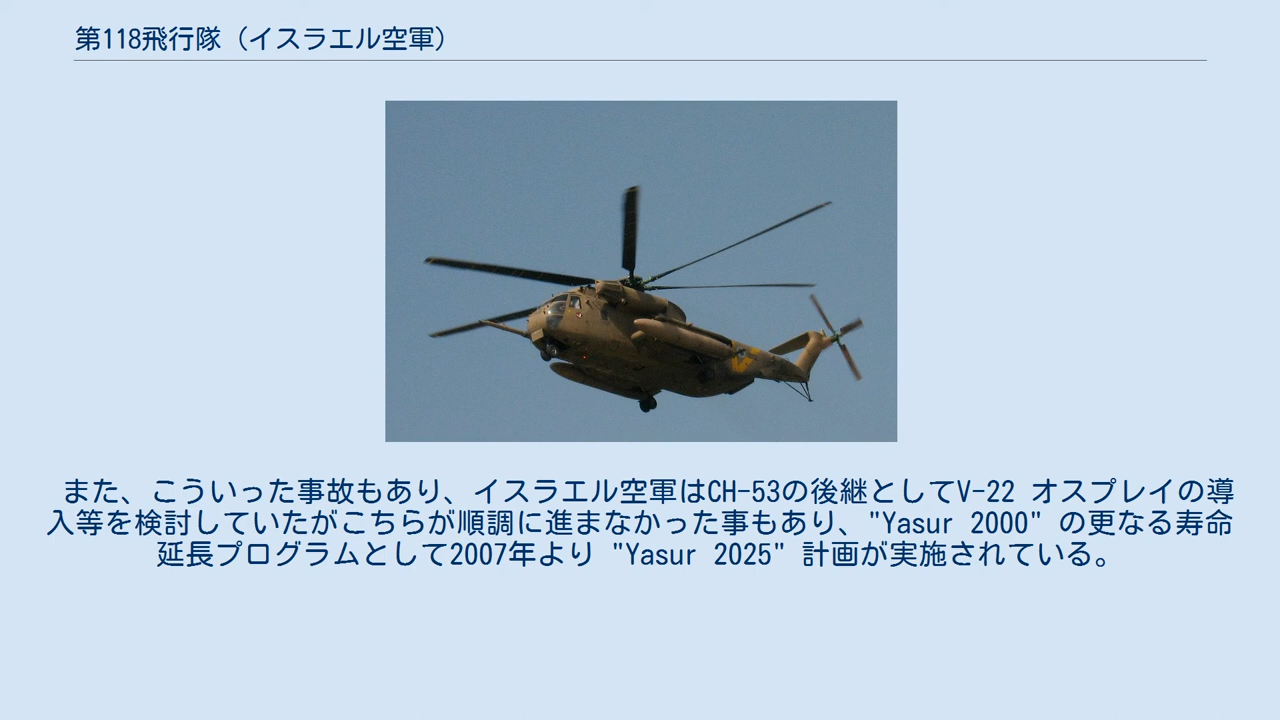 第118飛行隊（イスラエル空軍）
また、こういった事故もあり、イスラエル空軍はCH-53の後継としてV-22 オスプレイの導
入等を検討していたがこちらが順調に進まなかった事もあり、"Yasur 2000" の更なる寿命
延長プログラムとして2007年より "Yasur 2025" 計画が実施されている。